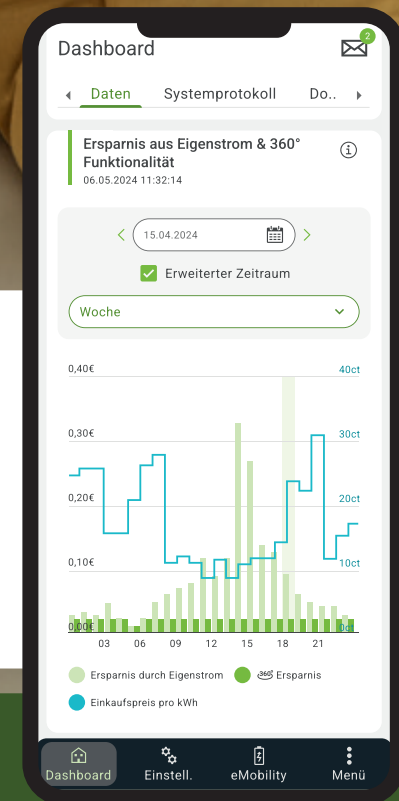 Dashboard
2
Daten Systemprotokoll Do..
Ersparnis aus Eigenstrom & 360°
Funktionalität
06.05.2024 11:32:14
15.04.2024
Erweiterter Zeitraum
Woche
0,40€ 40ct
0,30€ 30ct
0,20€ 20ct
0,10€ 10ct
0,00€ 0ct
03 06 09 12 15 18 21
Ersparnis durch Eigenstrom 360° Ersparnis
Einkaufspreis pro kWh
Dashboard Einstell. eMobility Menü